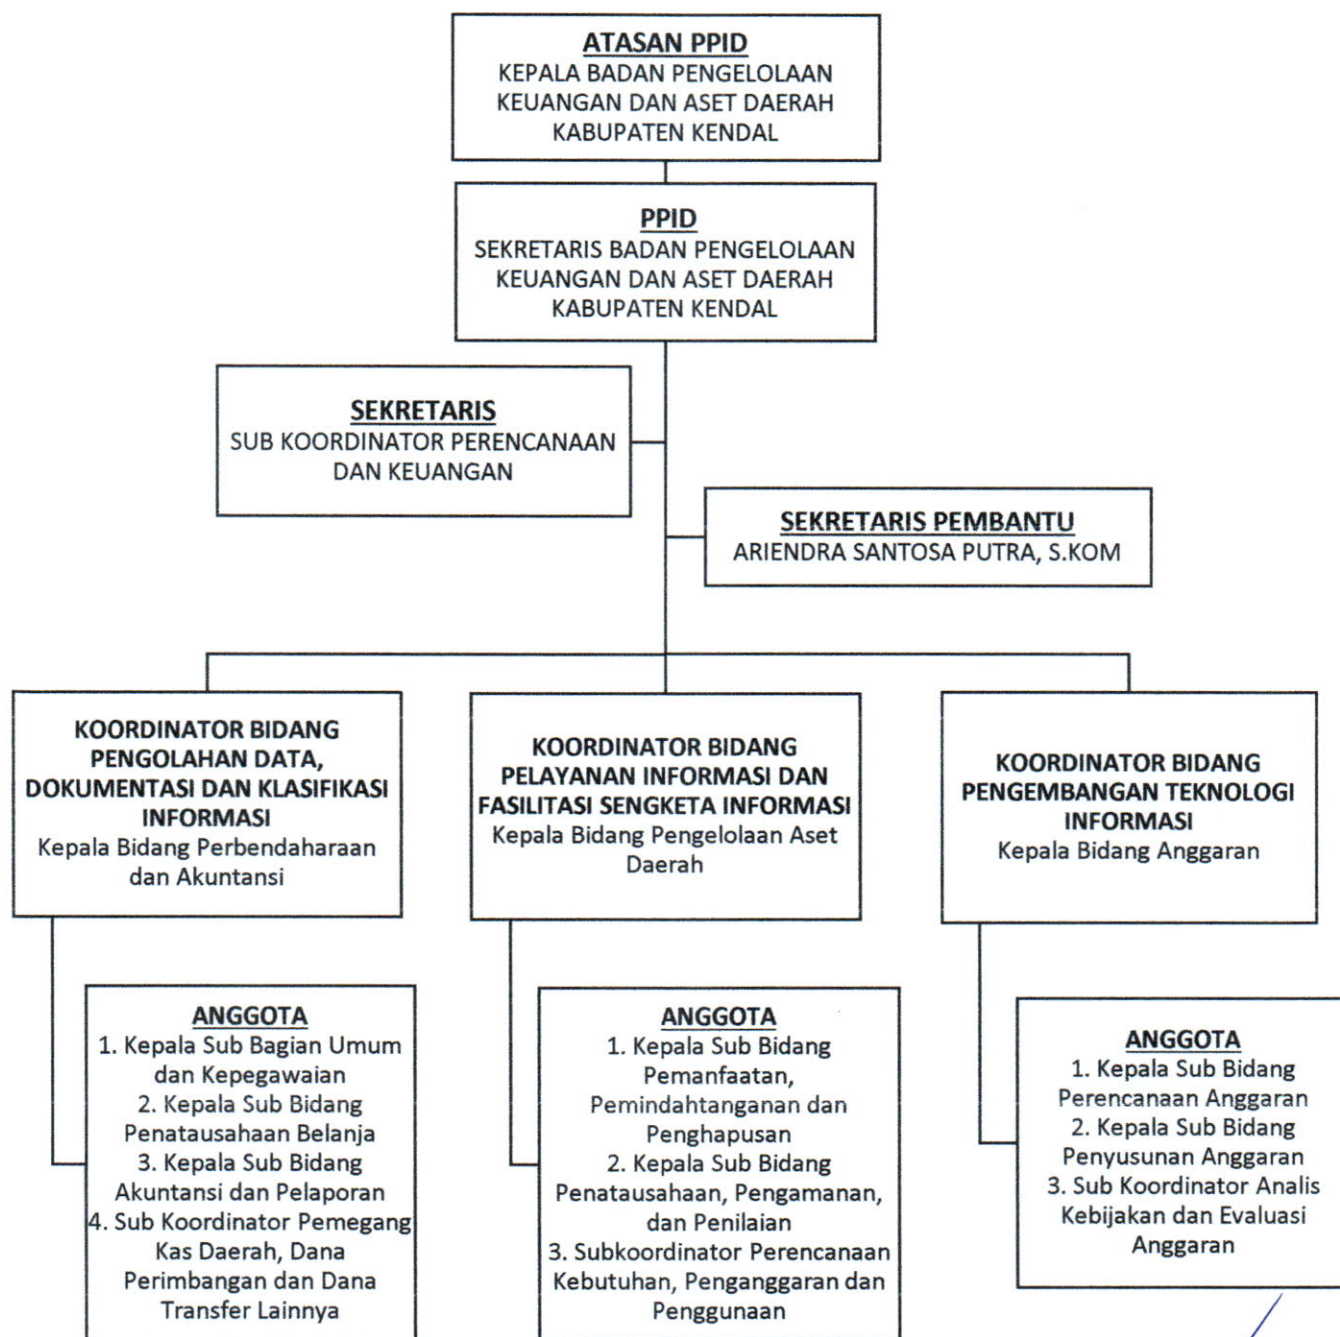 ATASAN PPID
KEPALA BADAN PENGELOLAAN
KEUANGAN DAN ASET DAERAH
KABUPATEN KENDAL
PPID
SEKRETARIS BADAN PENGELOLAAN
KEUANGAN DAN ASET DAERAH
KABUPATEN KENDAL
SEKRETARIS
SUB KOORDINATOR PERENCANAAN
DAN KEUANGAN
SEKRETARIS PEMBANTU
ARIENDRA SANTOSA PUTRA, S.KOM
KOORDINATOR BIDANG
PENGOLAHAN DATA,
DOKUMENTASI DAN KLASIFIKASI
INFORMASI
Kepala Bidang Perbendaharaan
dan Akuntansi
KOORDINATOR BIDANG
PELAYANAN INFORMASI DAN
FASILITASI SENGKETA INFORMASI
Kepala Bidang Pengelolaan Aset
Daerah
KOORDINATOR BIDANG
PENGEMBANGAN TEKNOLOGI
INFORMASI
Kepala Bidang Anggaran
ANGGOTA
1. Kepala Sub Bagian Umum
dan Kepegawaian
2. Kepala Sub Bidang
Penatausahaan Belanja
3. Kepala Sub Bidang
Akuntansi dan Pelaporan
4. Sub Koordinator Pemegang
Kas Daerah, Dana
Perimbangan dan Dana
Transfer Lainnya
ANGGOTA
1. Kepala Sub Bidang
Pemanfaatan,
Pemindahtanganan dan
Penghapusan
2. Kepala Sub Bidang
Penatausahaan, Pengamanan,
dan Penilaian
3. Subkoordinator Perencanaan
Kebutuhan, Penganggaran dan
Penggunaan
ANGGOTA
1. Kepala Sub Bidang
Perencanaan Anggaran
2. Kepala Sub Bidang
Penyusunan Anggaran
3. Sub Koordinator Analis
Kebijakan dan Evaluasi
Anggaran